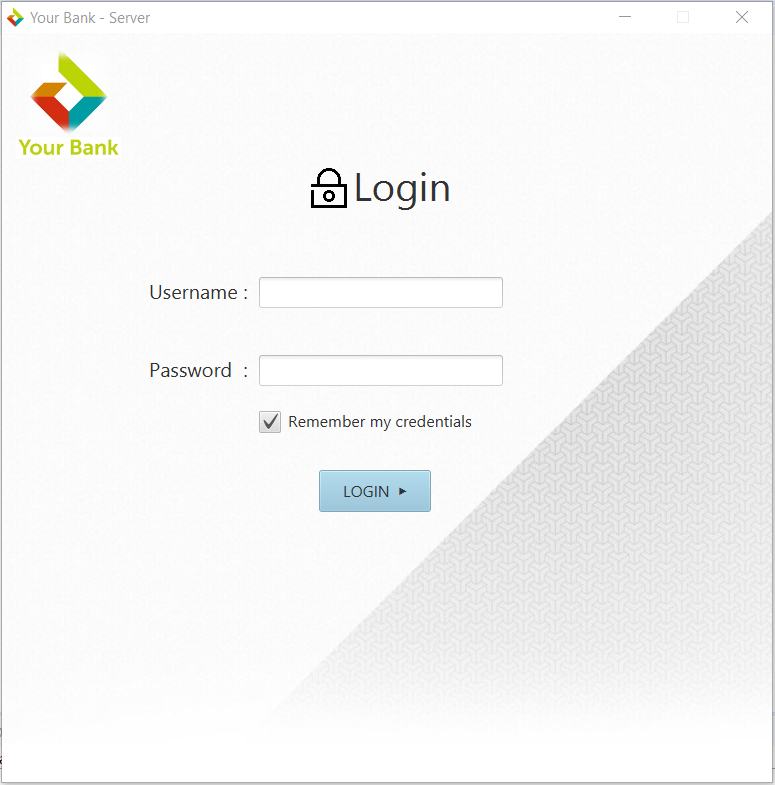 Your Bank - Server
Your Bank
Login
Username :
Password :
Remember my credentials
LOGIN